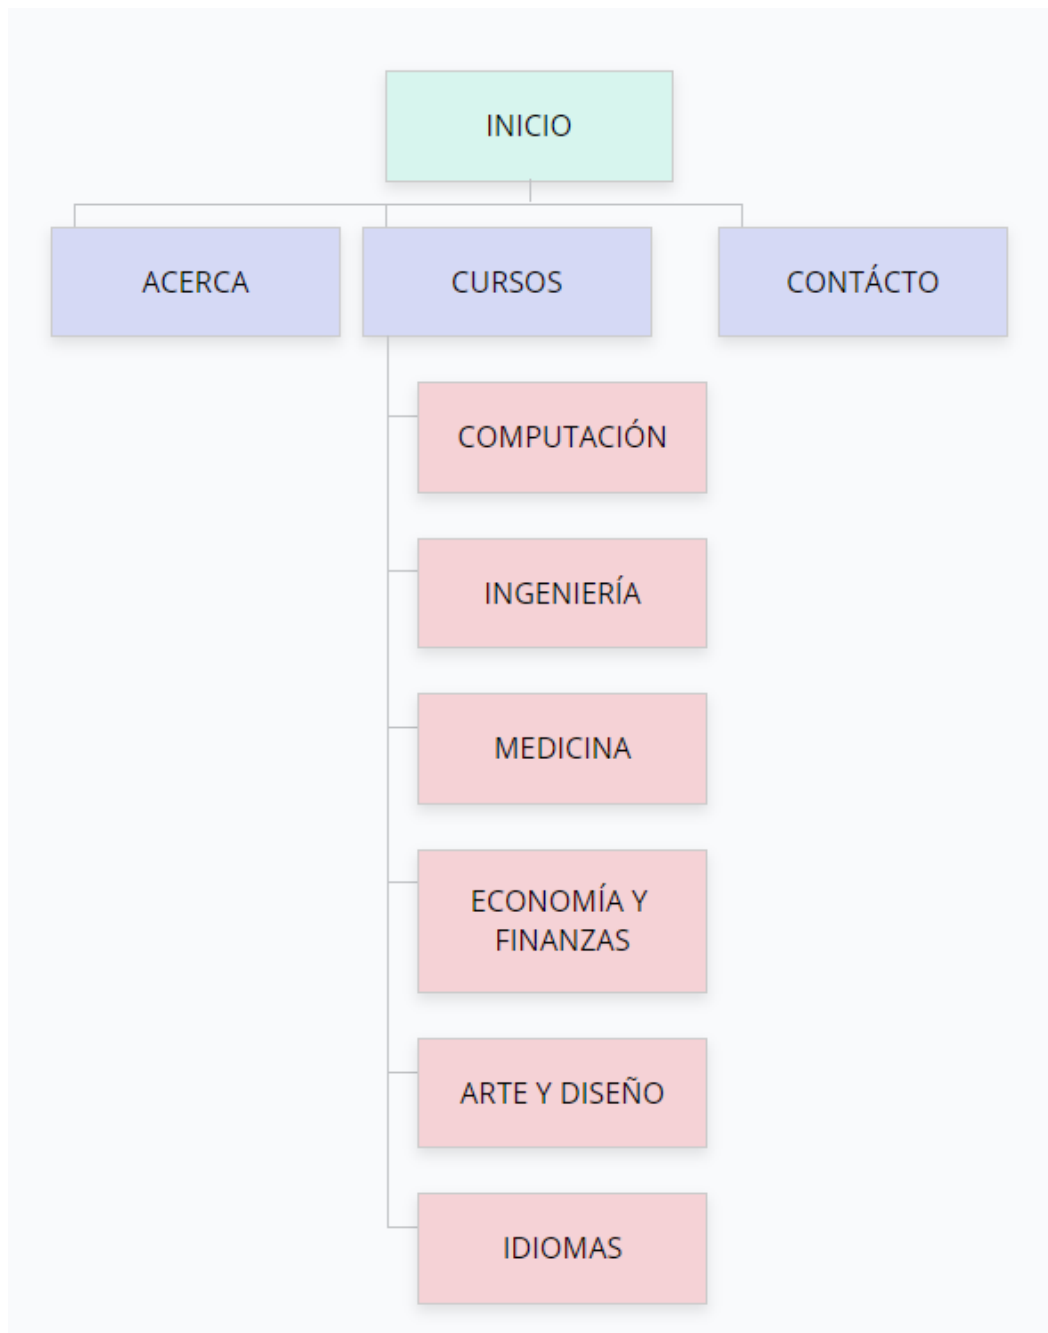 INICIO
ACERCA
CURSOS
CONTÁCTO
COMPUTACIÓN
INGENIERÍA
MEDICINA
ECONOMÍA Y
FINANZAS
ARTE Y DISEÑO
IDIOMAS